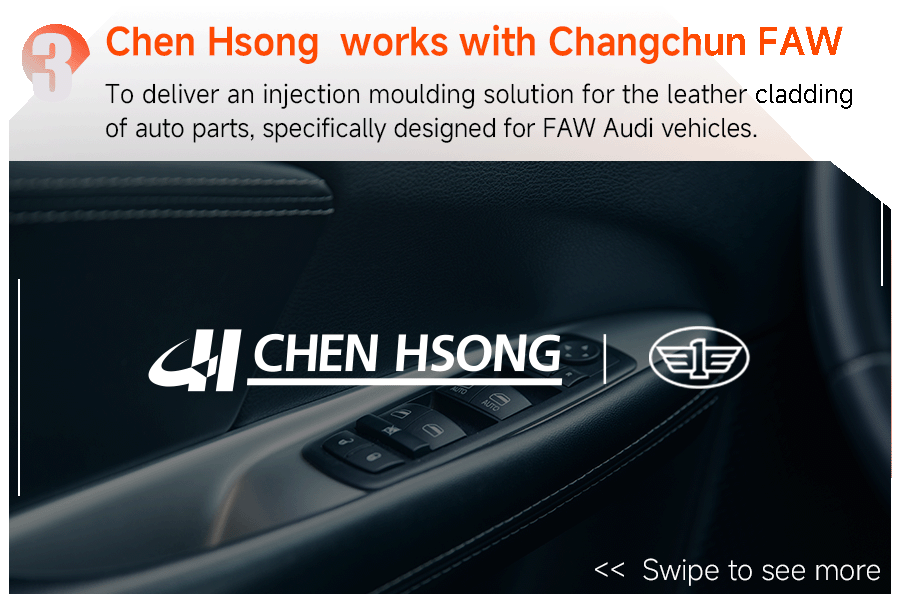 3
Chen Hsong works with Changchun FAW
To deliver an injection moulding solution for the leather cladding
of auto parts, specifically designed for FAW Audi vehicles.
CHEN HSONG
1
AUTO
AUTO
<< Swipe to see more